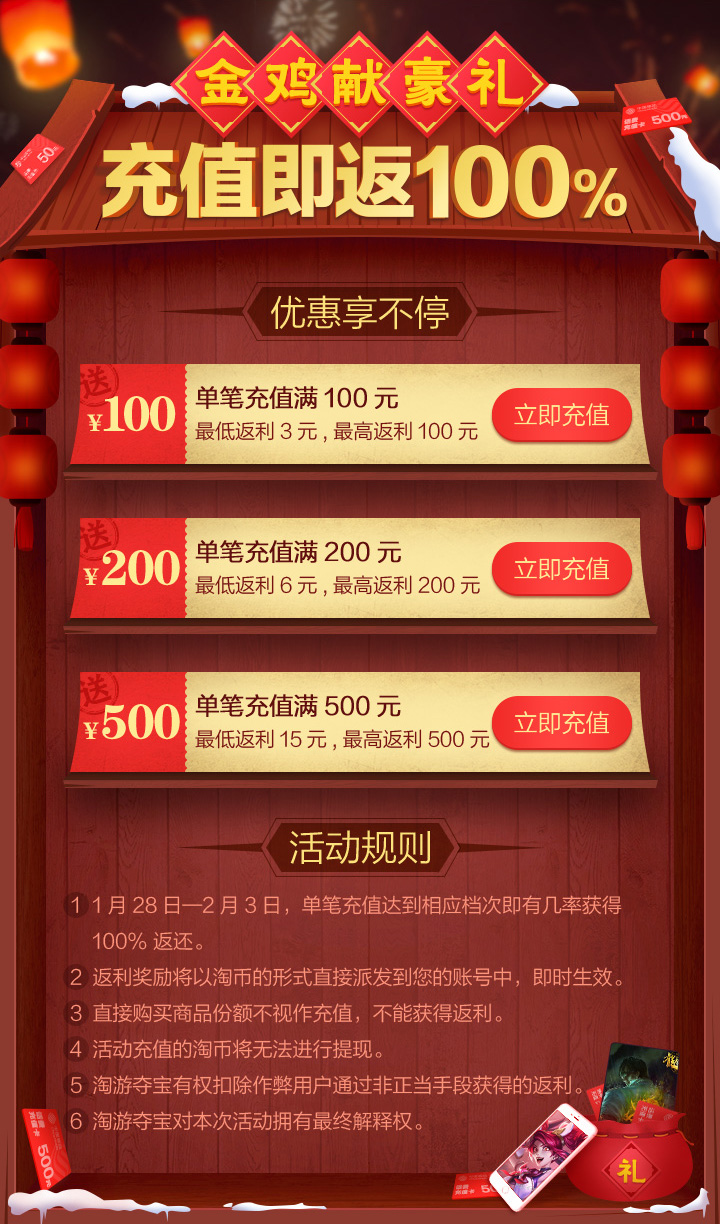 金鸡献豪礼
充值即返100%
50元
500元
优惠享不停
送
¥100
单笔充值满 100 元
最低返利 3 元 , 最高返利 100 元
立即充值
送
¥200
单笔充值满 200 元
最低返利 6 元 , 最高返利 200 元
立即充值
送
¥500
单笔充值满 500 元
最低返利 15 元 , 最高返利 500 元
立即充值
活动规则
1 1 月 28 日—2 月 3 日，单笔充值达到相应档次即有几率获得
100% 返还。
2 返利奖励将以淘币的形式直接派发到您的账号中，即时生效。
3 直接购买商品份额不视作充值，不能获得返利。
4 活动充值的淘币将无法进行提现。
5 淘游夺宝有权扣除作弊用户通过非正当手段获得的返利。
6 淘游夺宝对本次活动拥有最终解释权。
500元
礼